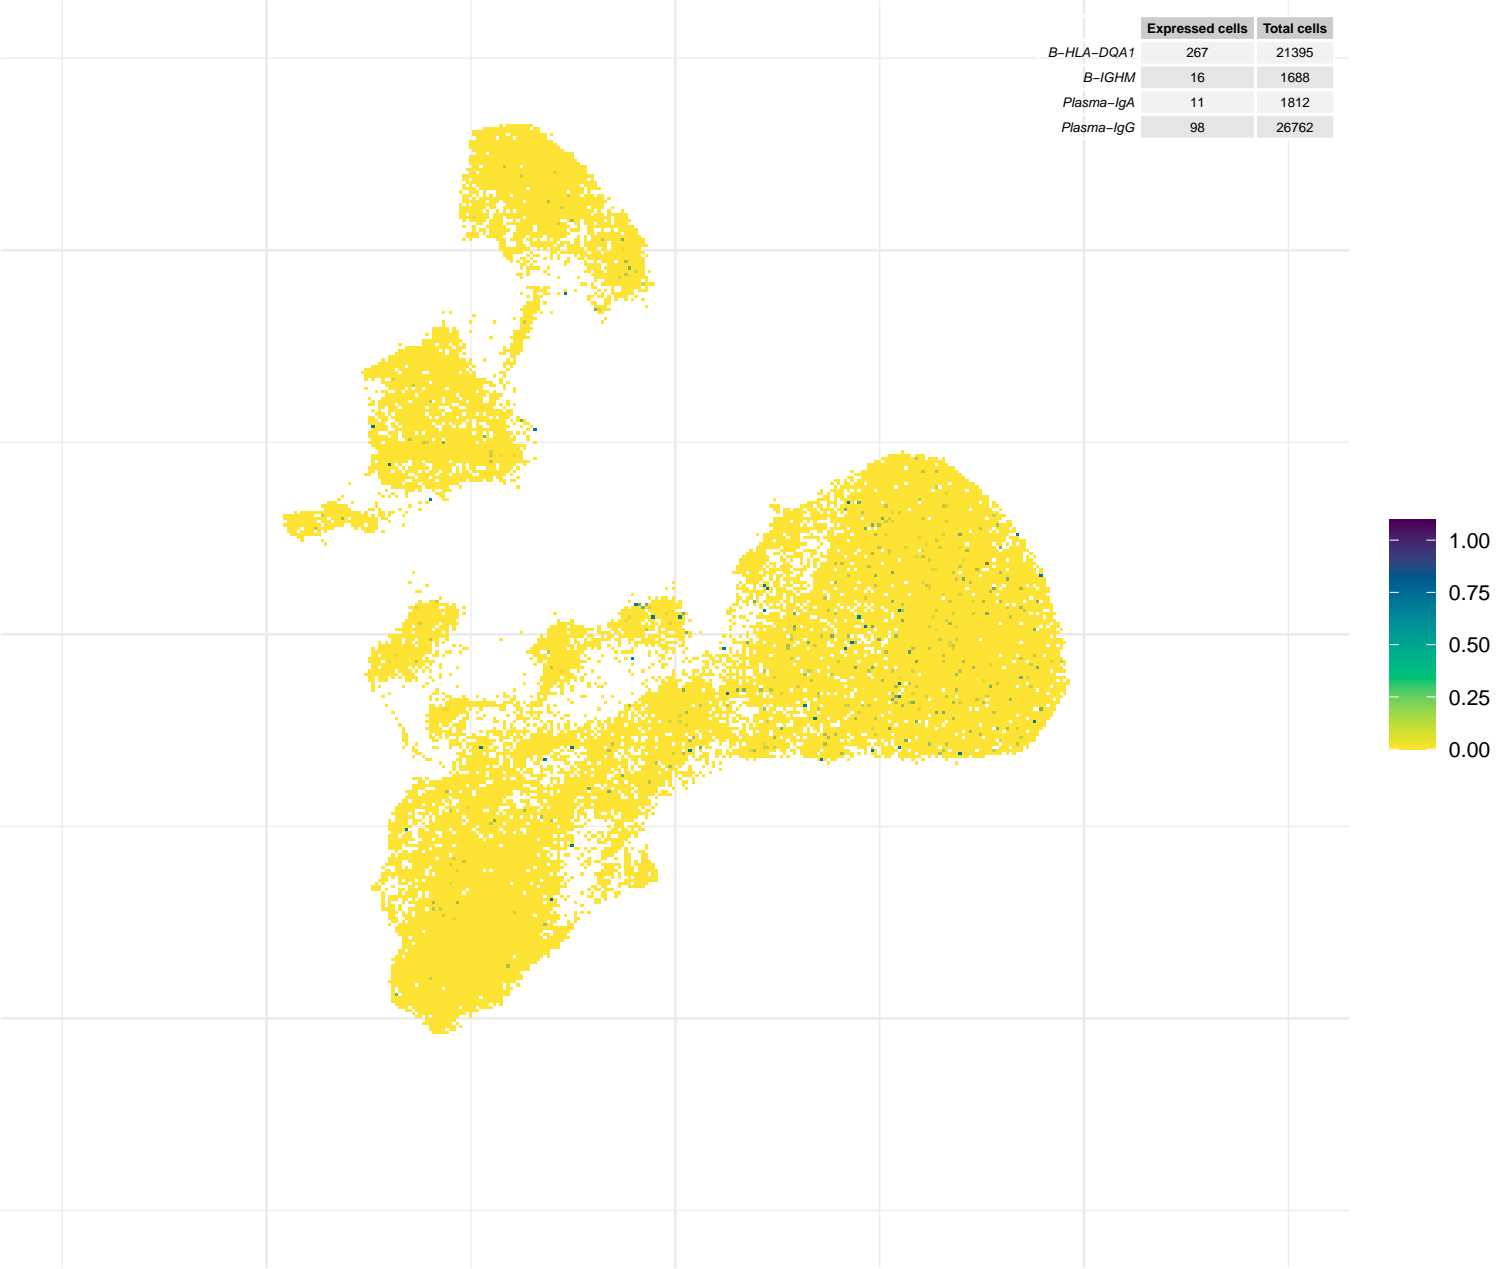 Expressed cells Total cells
B−HLA−DQA1 267 21395
B−IGHM 16 1688
Plasma−IgA 11 1812
Plasma−IgG 98 26762
1.00
0.75
0.50
0.25
0.00